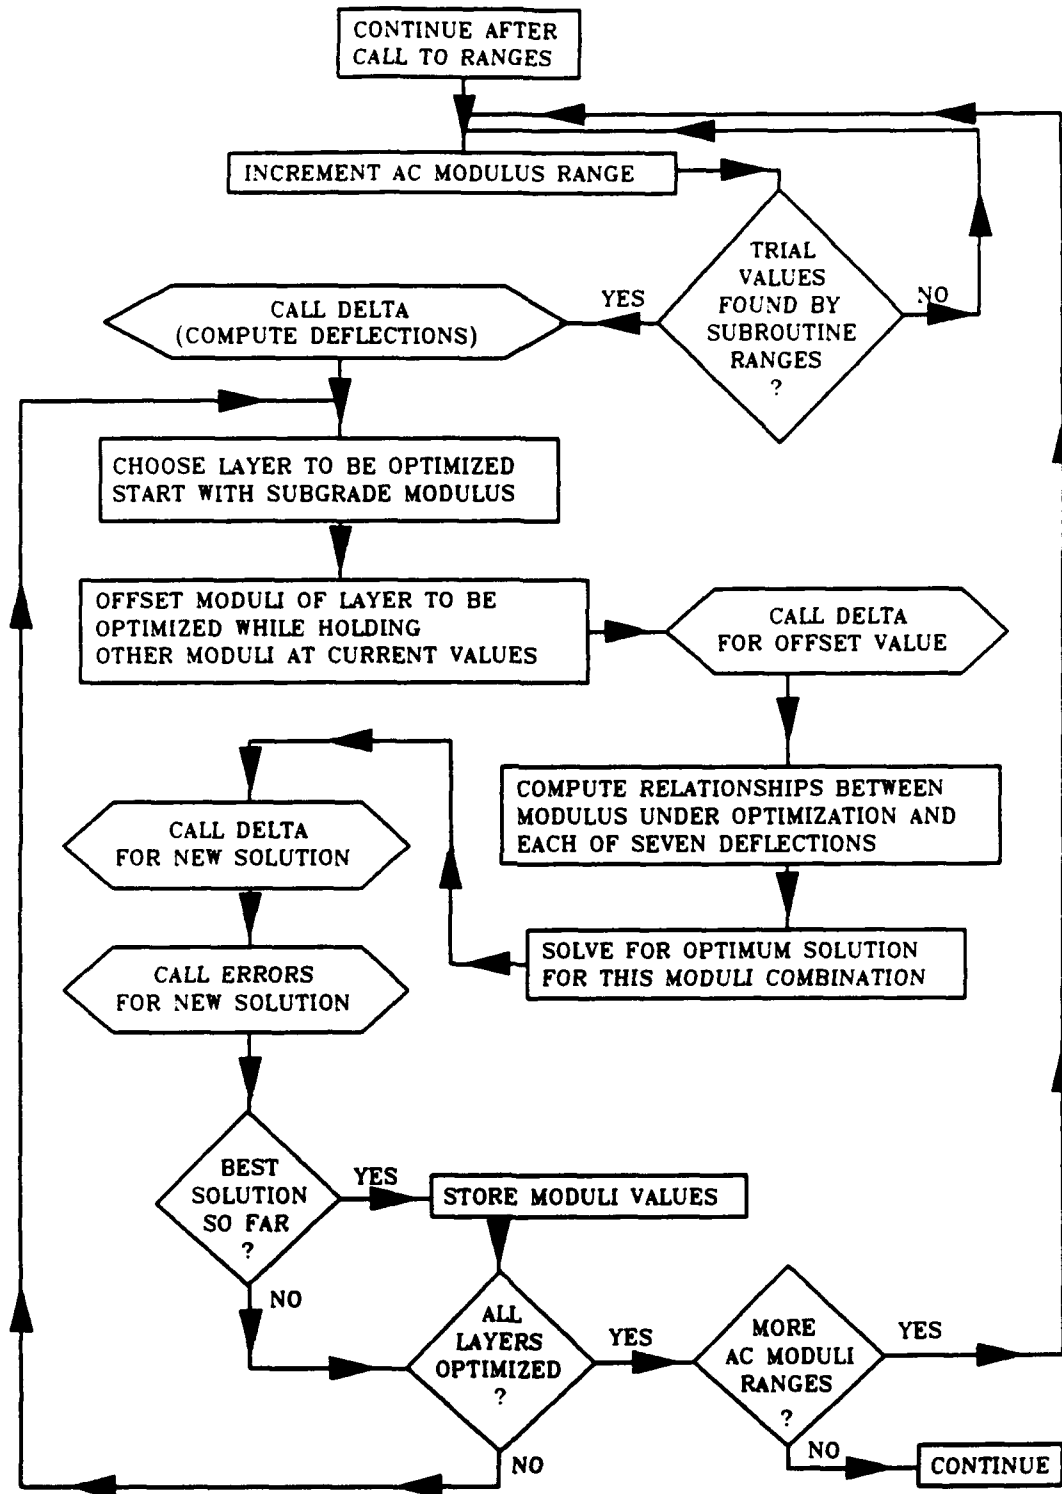 CONTINUE AFTER
CALL TO RANGES
INCREMENT AC MODULUS RANGE
TRIAL
VALUES
FOUND BY
SUBROUTINE
RANGES
?
YES
NO
CALL DELTA
(COMPUTE DEFLECTIONS)
CHOOSE LAYER TO BE OPTIMIZED
START WITH SUBGRADE MODULUS
OFFSET MODULI OF LAYER TO BE
OPTIMIZED WHILE HOLDING
OTHER MODULI AT CURRENT VALUES
CALL DELTA
FOR OFFSET VALUE
COMPUTE RELATIONSHIPS BETWEEN
MODULUS UNDER OPTIMIZATION AND
EACH OF SEVEN DEFLECTIONS
SOLVE FOR OPTIMUM SOLUTION
FOR THIS MODULI COMBINATION
CALL DELTA
FOR NEW SOLUTION
CALL ERRORS
FOR NEW SOLUTION
BEST
SOLUTION
SO FAR
?
YES
NO
STORE MODULI VALUES
ALL
LAYERS
OPTIMIZED
?
YES
NO
MORE
AC MODULI
RANGES
?
YES
NO
CONTINUE